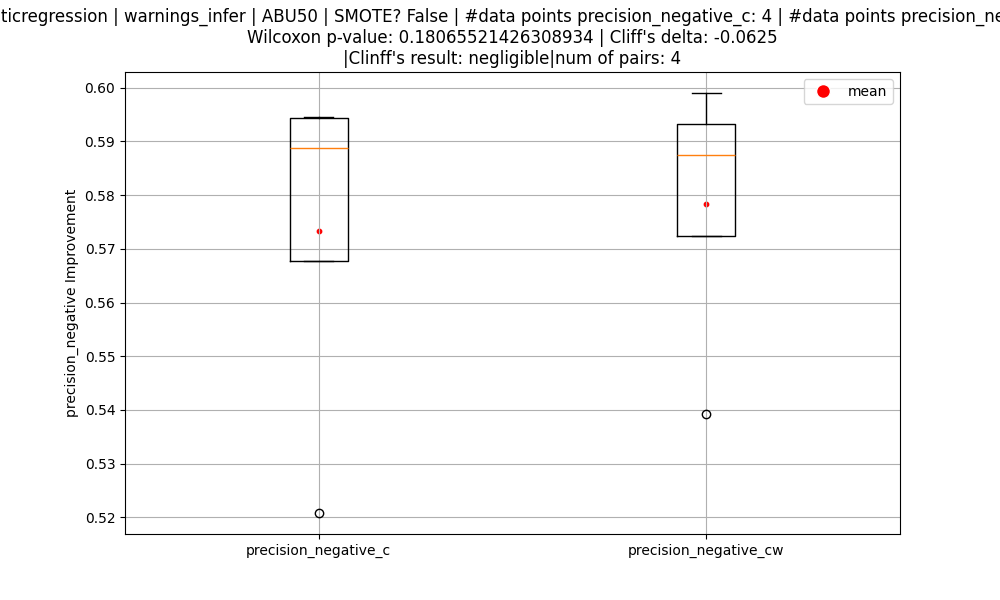 ticregression | warnings_infer | ABU50 | SMOTE? False | #data points precision_negative_c: 4 | #data points precision_ne
Wilcoxon p-value: 0.18065521426308934 | Cliff's delta: -0.0625
|Clinff's result: negligible|num of pairs: 4
mean
0.60
0.59
0.58
0.57
0.56
0.55
0.54
0.53
0.52
precision_negative Improvement
precision_negative_c
precision_negative_cw